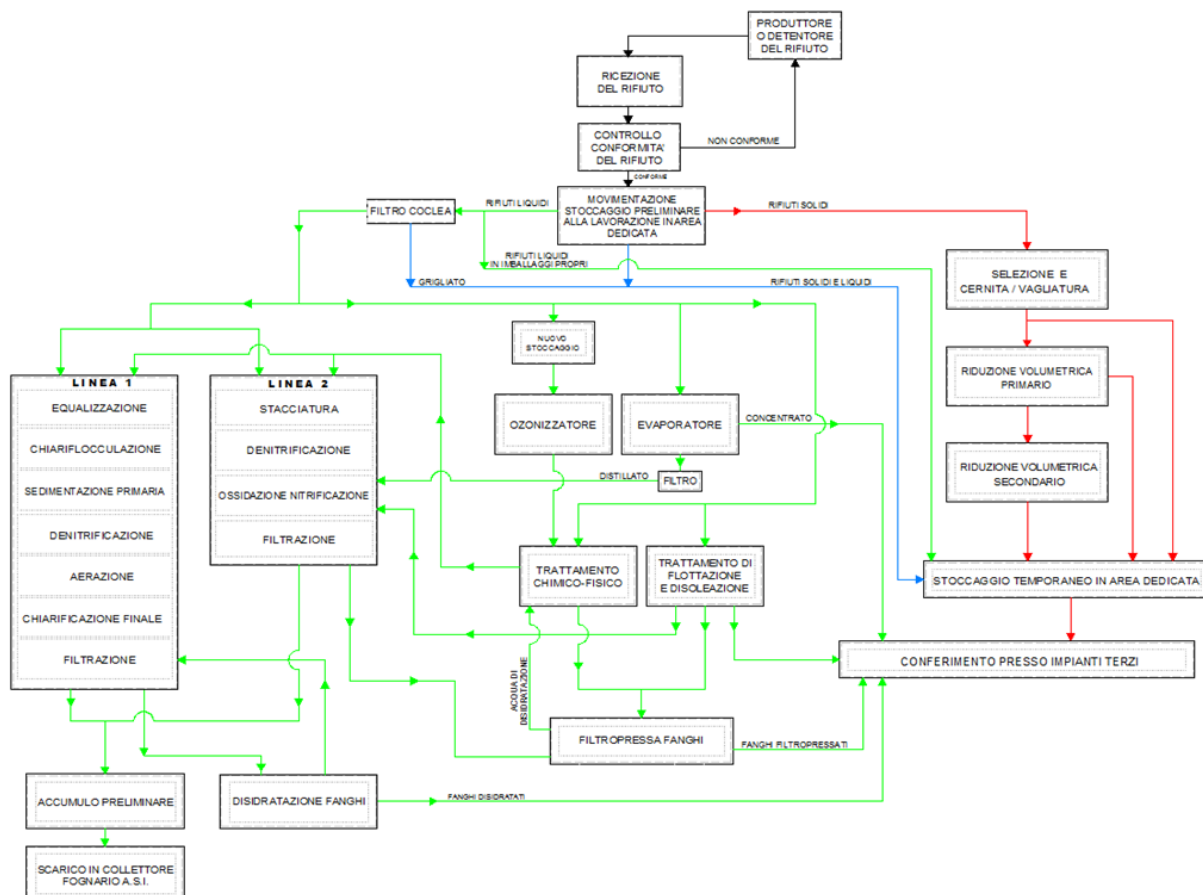 PRODUTTORE
O DETENTORE
DEL RIFIUTO
RICEZIONE
DEL RIFIUTO
CONTROLLO
CONFORMITA'
DEL RIFIUTO
NON CONFORME
CONFORME
MOVIMENTAZIONE
STOCCAGGIO PRELIMINARE
ALLA LAVORAZIONE IN AREA
DEDICATA
FILTRO COCLEA
RIFIUTI LIQUIDI
RIFIUTI SOLIDI
RIFIUTI LIQUIDI
IN IMBALLAGGI PROPRI
GRIGLIATO
RIFIUTI SOLIDI E LIQUIDI
SELEZIONE E
CERNITA / VAGLIATURA
NUOVO
STOCCAGGIO
RIDUZIONE VOLUMETRICA
PRIMARIO
LINEA 1
EQUALIZZAZIONE
CHIARIFLOCCULAZIONE
SEDIMENTAZIONE PRIMARIA
DENITRIFICAZIONE
AERAZIONE
CHIARIFICAZIONE FINALE
FILTRAZIONE
LINEA 2
STACCIATURA
DENITRIFICAZIONE
OSSIDAZIONE NITRIFICAZIONE
FILTRAZIONE
OZONIZZATORE
EVAPORATORE
CONCENTRATO
DISTILLATO
FILTRO
RIDUZIONE VOLUMETRICA
SECONDARIO
TRATTAMENTO
CHIMICO-FISICO
TRATTAMENTO DI
FLOTTAZIONE
E DISOLEAZIONE
STOCCAGGIO TEMPORANEO IN AREA DEDICATA
CONFERIMENTO PRESSO IMPIANTI TERZI
ACQUA DI
DISIDRATAZIONE
FILTROPRESSA FANGHI
FANGHI FILTROPRESSATI
ACCUMULO PRELIMINARE
DISIDRATAZIONE FANGHI
FANGHI DISIDRATATI
SCARICO IN COLLETTORE
FOGNARIO A.S.I.